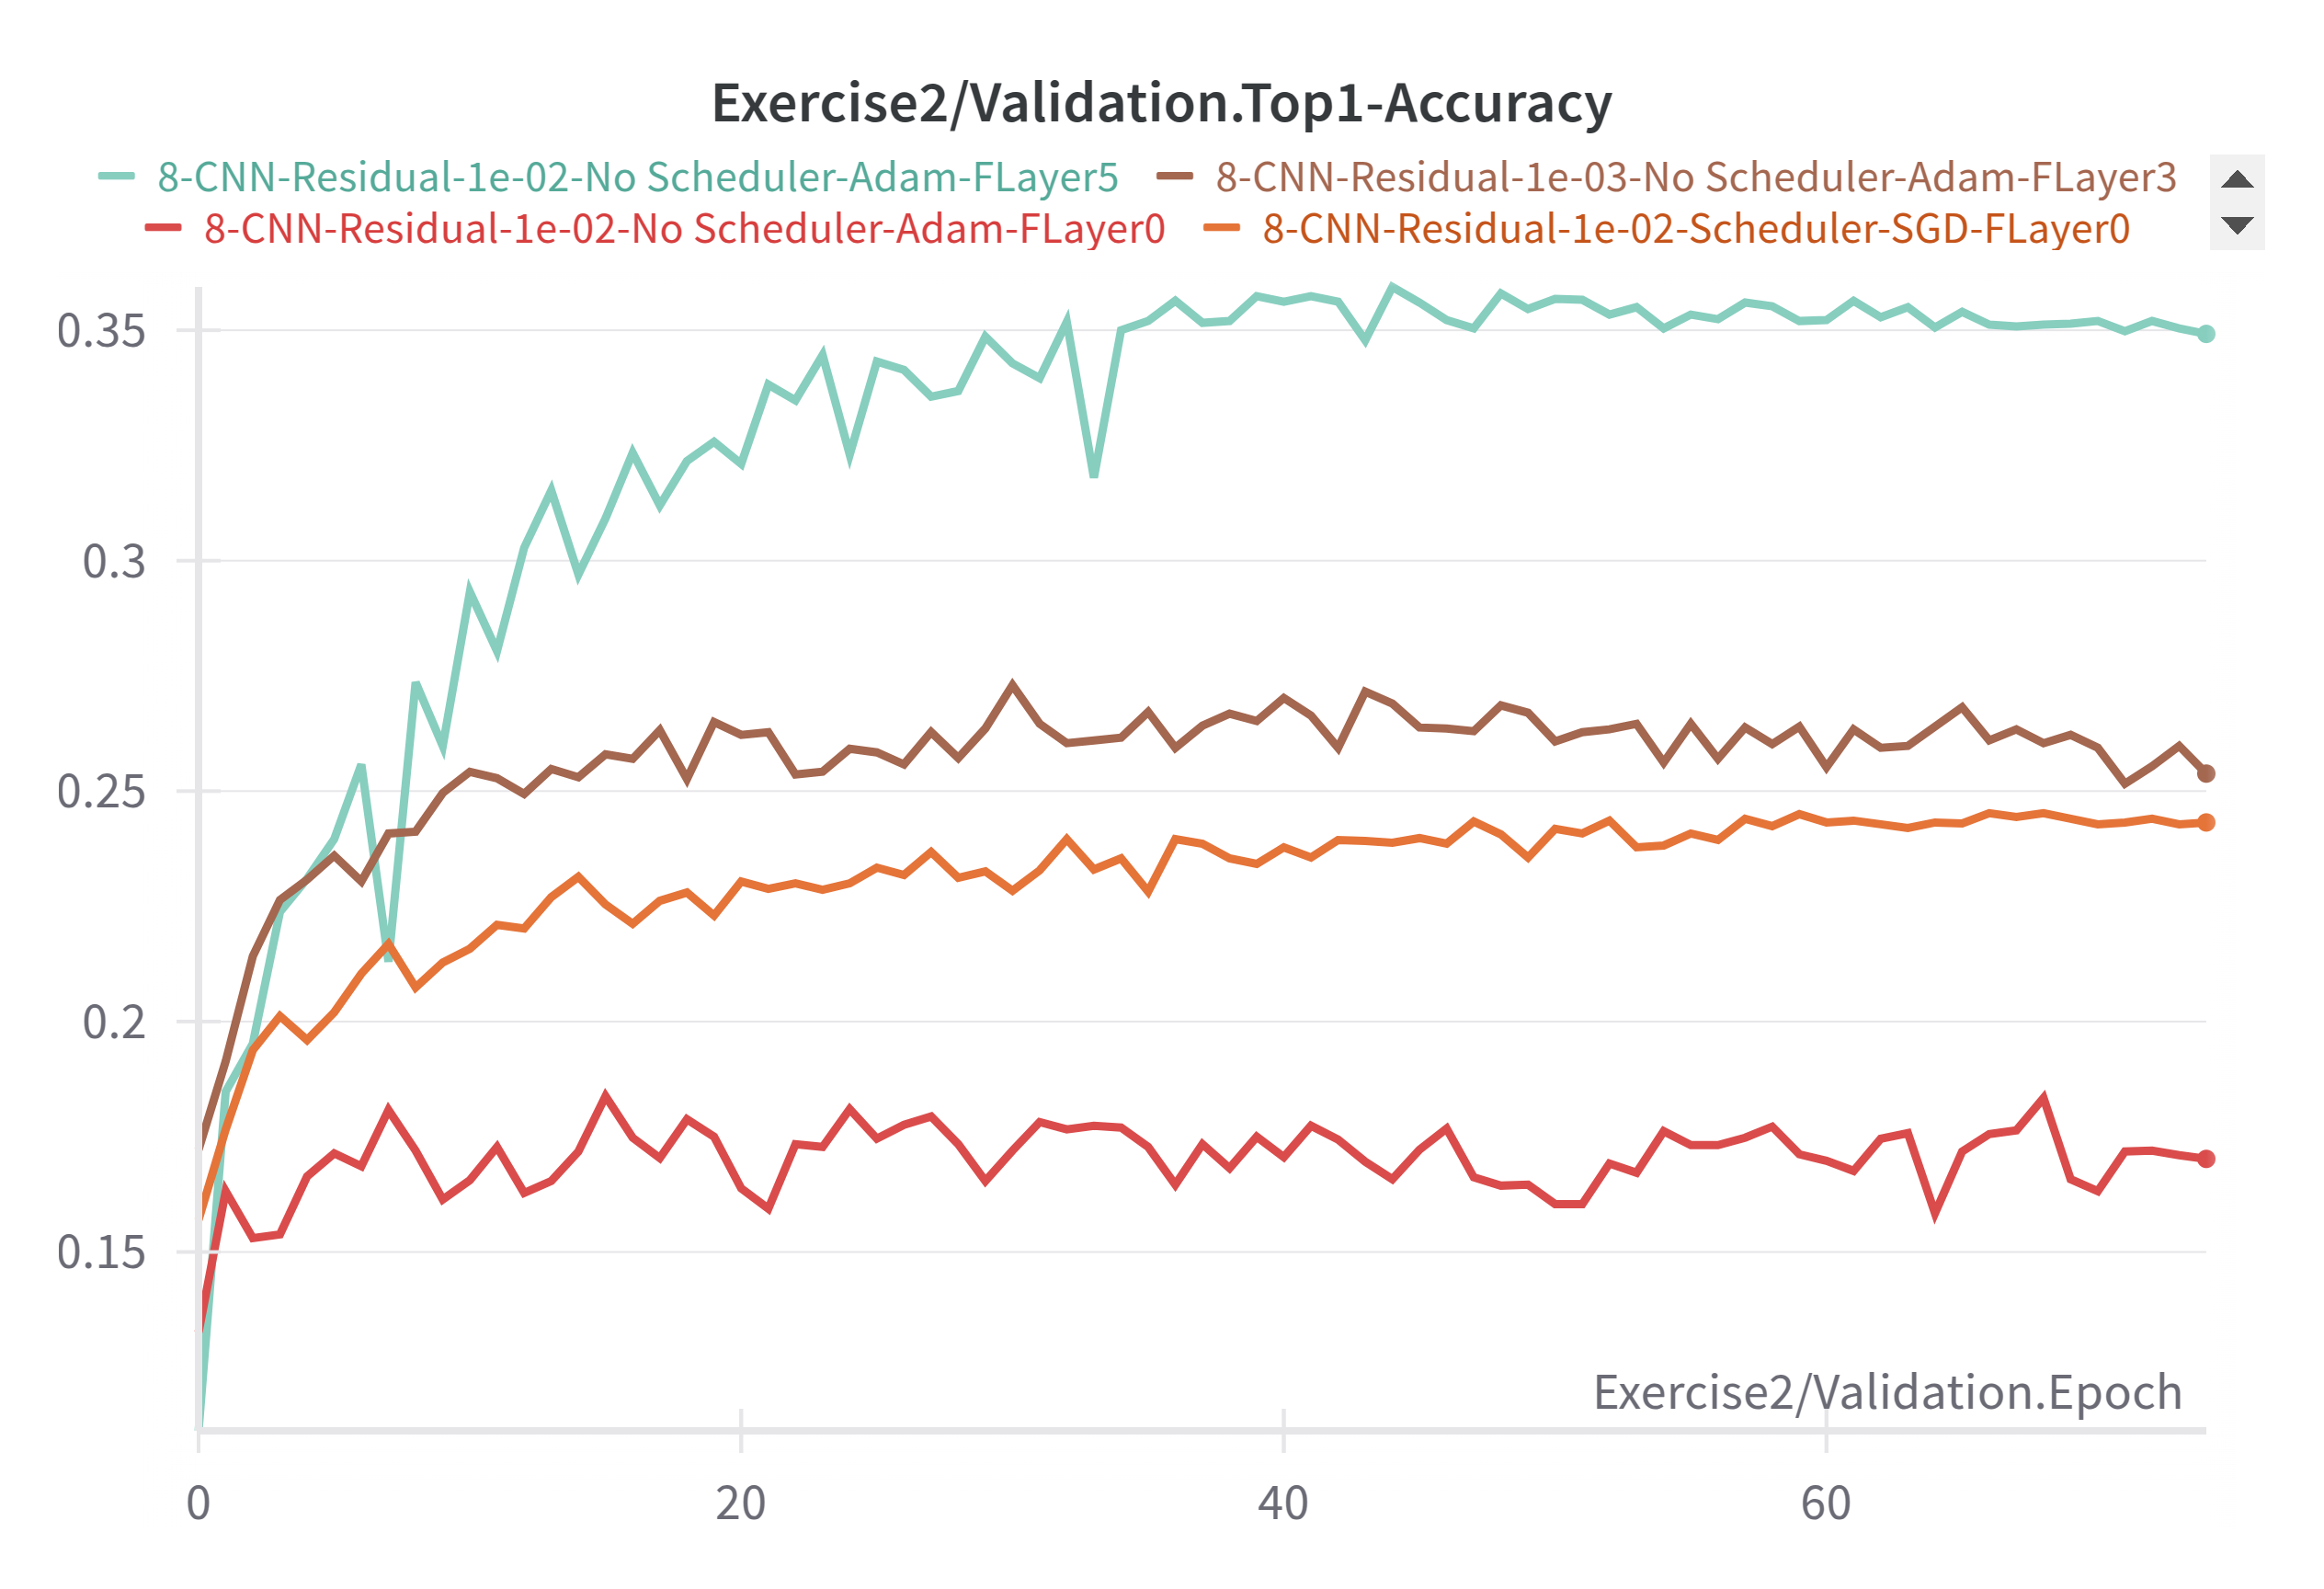 Exercise2/Validation.Top1-Accuracy
8-CNN-Residual-1e-02-No Scheduler-Adam-FLayer5 8-CNN-Residual-1e-03-No Scheduler-Adam-FLayer3
8-CNN-Residual-1e-02-No Scheduler-Adam-FLayer0 8-CNN-Residual-1e-02-Scheduler-SGD-FLayer0
0.35
0.3
0.25
0.2
0.15
Exercise2/Validation.Epoch
0 20 40 60